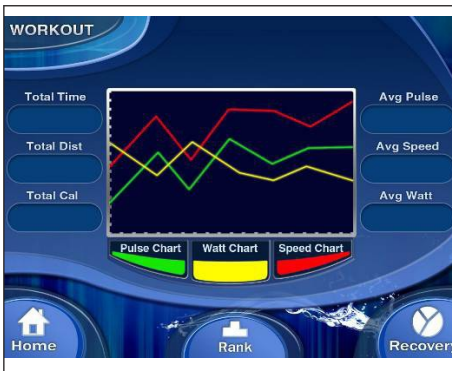 WORKOUT
Total Time
Avg Pulse
Total Dist
Avg Speed
Total Cal
Avg Watt
Pulse Chart
Watt Chart
Speed Chart
Home
Rank
Recovery